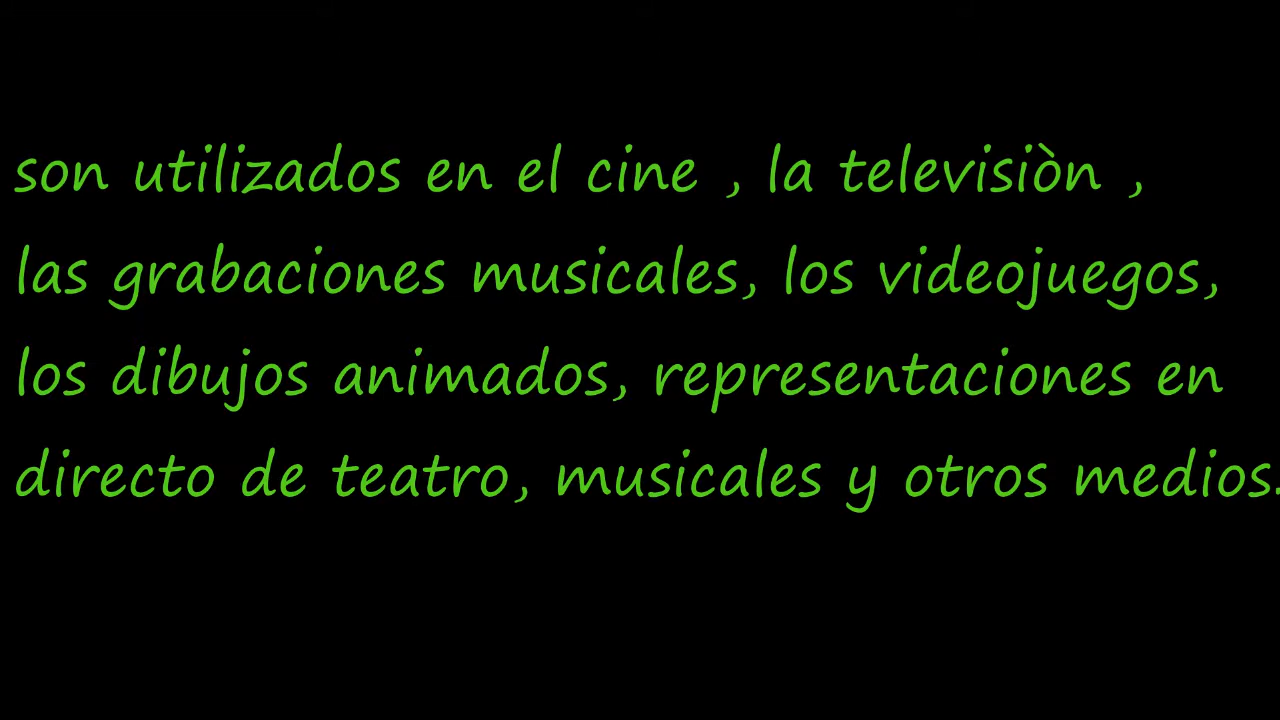 son utilizados en el cine , la televisiòn ,
las grabaciones musicales, los videojuegos,
los dibujos animados, representaciones en
directo de teatro, musicales y otros medios.